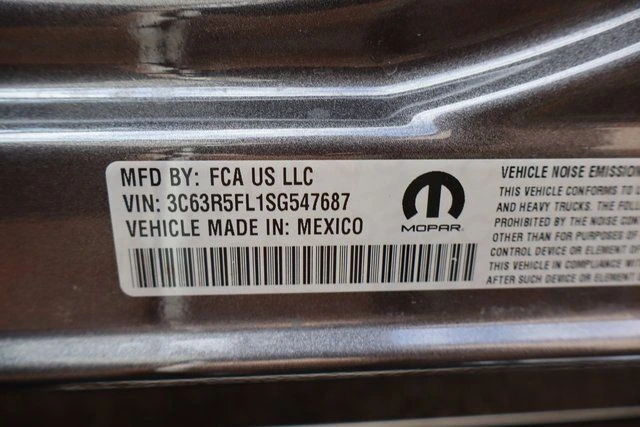 MFD BY: FCA US LLC
VIN: 3C63R5FL1SG547687
VEHICLE MADE IN: MEXICO
MOPAR
VEHICLE NOISE EMISSION
THIS VEHICLE CONFORMS TO
AND HEAVY TRUCKS. THE FOLL
PROHIBITED BY THE NOISE CON
OTHER THAN FOR PURPOSES OF
CONTROL DEVICE OR ELEMENT OF
THIS VEHICLE IN COMPLIANCE WITH
AFTER SUCH DEVICE OR ELEMENT